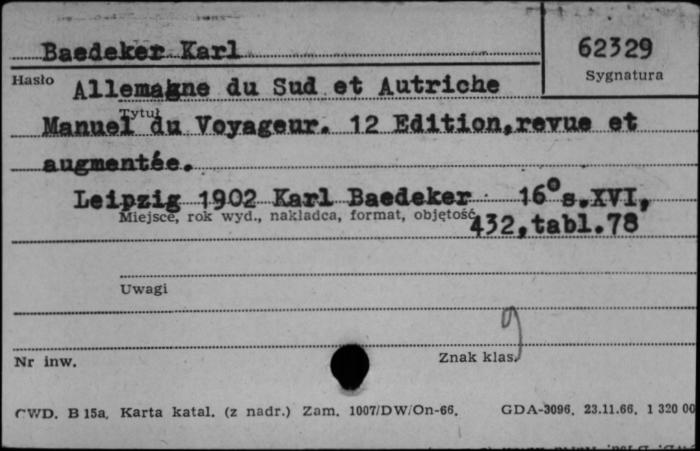 Baedeker Karl
62329
Hasło
Sygnatura
Allemagne du Sud et Autriche
Tytuł
Manuel du Voyageur. 12 Edition,revue et
augmentée.
Leipzig 1902 Karl Baedeker 16° s.XVI,
Miejsce, rok wyd., nakładca, format, objętość
432,tabl.78
Uwagi
9
Nr inw.
Znak klas.
CWD. B 15a. Karta katal. (z nadr.) Zam. 1007/DW/On-66. GDA-3096. 23.11.66. 1 320 00